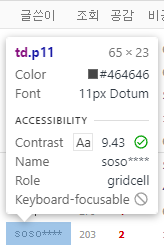 글쓴이 조회 공감 비공
td.p11 65 × 23
Color #464646
Font 11px Dotum
ACCESSIBILITY
Contrast Aa 9.43
Name soso****
Role gridcell
Keyboard-focusable
soso**** 203 2